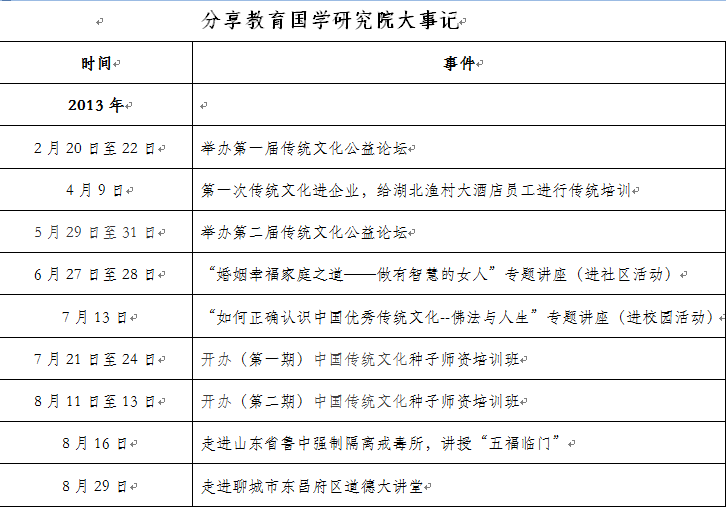 分享教育国学研究院大事记
时间 事件
2013 年
2 月 20 日至 22 日 举办第一届传统文化公益论坛
4 月 9 日 第一次传统文化进企业，给湖北渔村大酒店员工进行传统培训
5 月 29 日至 31 日 举办第二届传统文化公益论坛
6 月 27 日至 28 日 “婚姻幸福家庭之道——做有智慧的女人”专题讲座（进社区活动）
7 月 13 日 “如何正确认识中国优秀传统文化--佛法与人生”专题讲座（进校园活动）
7 月 21 日至 24 日 开办（第一期）中国传统文化种子师资培训班
8 月 11 日至 13 日 开办（第二期）中国传统文化种子师资培训班
8 月 16 日 走进山东省鲁中强制隔离戒毒所，讲授“五福临门”
8 月 29 日 走进聊城市东昌府区道德大讲堂